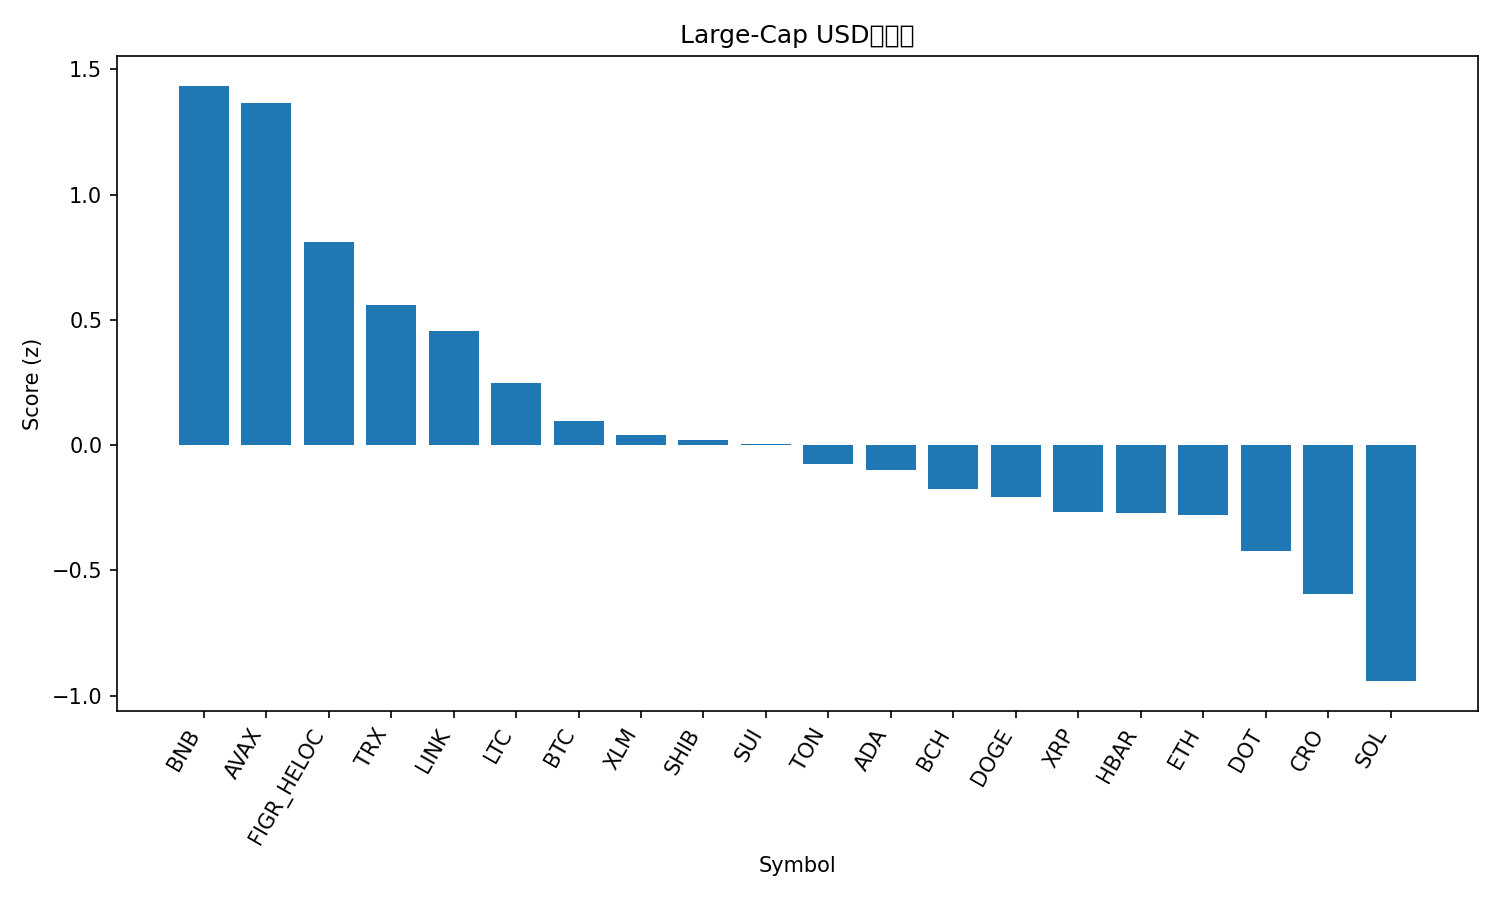 Large-Cap USD
1.5
1.0
0.5
0.0
−0.5
−1.0
Score (z)
BNB
AVAX
FIGR_HELOC
TRX
LINK
LTC
BTC
XLM
SHIB
SUI
TON
ADA
BCH
DOGE
XRP
HBAR
ETH
DOT
CRO
SOL
Symbol